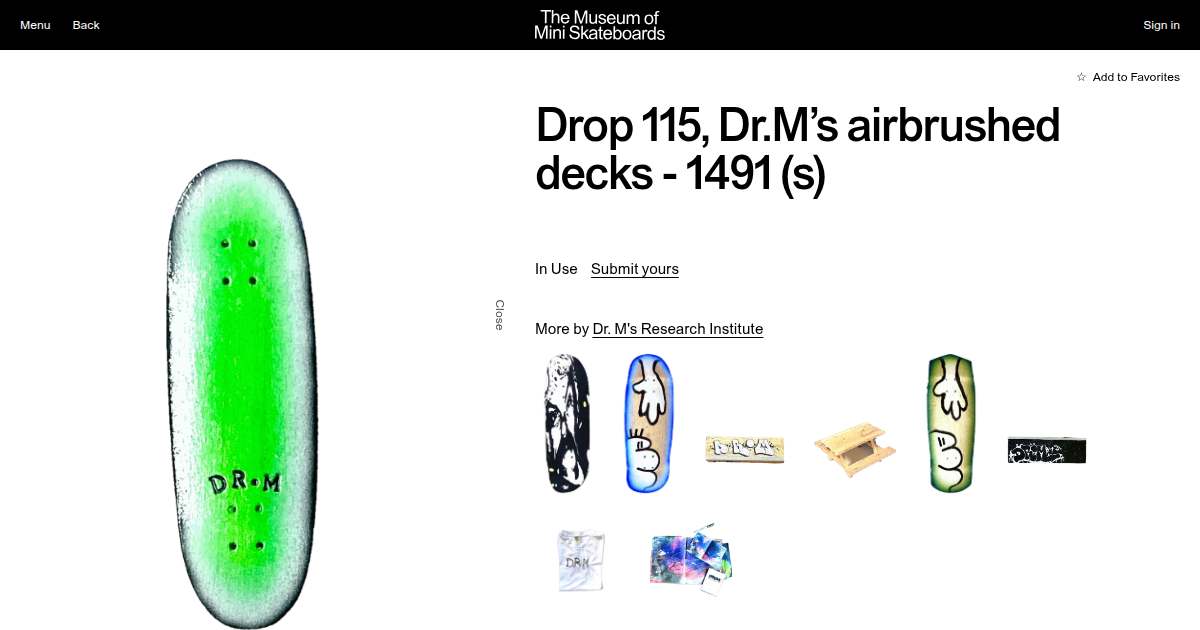 Menu
Back
The Museum of
Mini Skateboards
Sign in
☆ Add to Favorites
Drop 115, Dr.M’s airbrushed
decks - 1491 (s)
In Use Submit yours
Close
More by Dr. M's Research Institute
DR•M
DRM